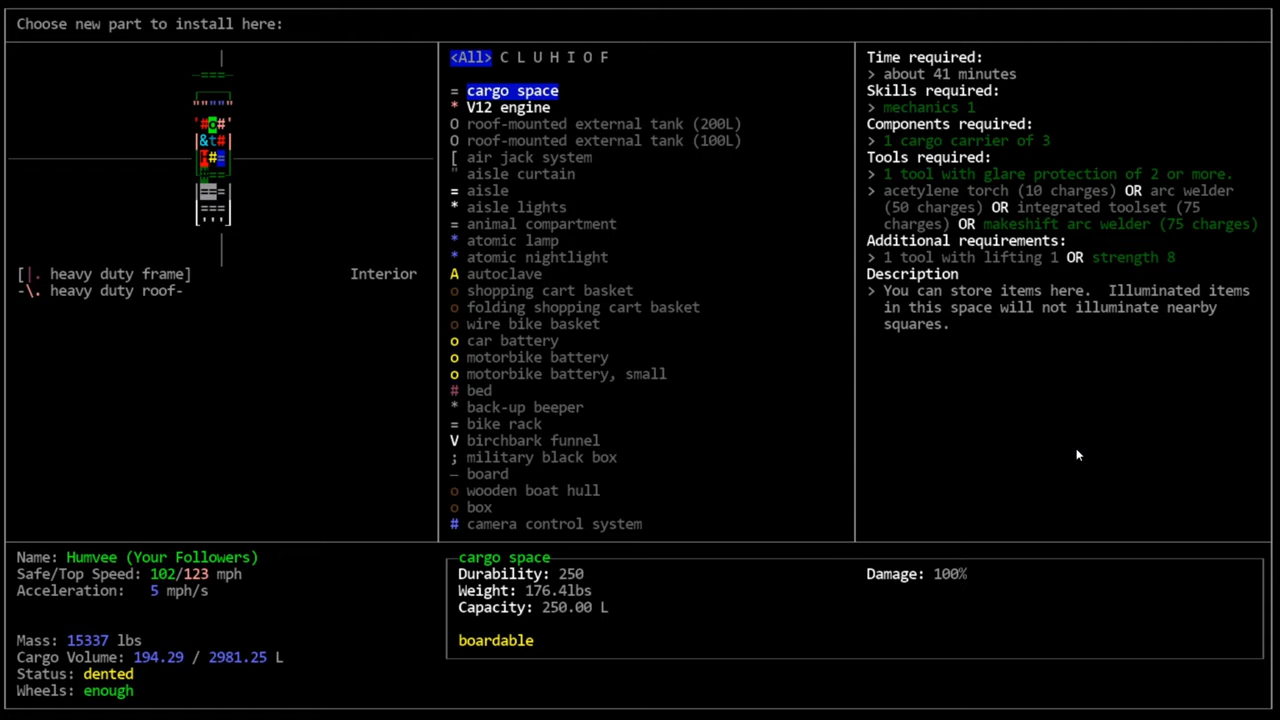 Choose new part to install here:
[|. heavy duty frame] Interior
-\. heavy duty roof-
<All> C L U H I O F
= cargo space
* V12 engine
O roof-mounted external tank (200L)
O roof-mounted external tank (100L)
[ air jack system
" aisle curtain
= aisle
* aisle lights
= animal compartment
* atomic lamp
* atomic nightlight
A autoclave
o shopping cart basket
o folding shopping cart basket
o wire bike basket
o car battery
o motorbike battery
o motorbike battery, small
# bed
* back-up beeper
= bike rack
V birchbark funnel
; military black box
— board
o wooden boat hull
o box
# camera control system
Time required:
> about 41 minutes
Skills required:
> mechanics 1
Components required:
> 1 cargo carrier of 3
Tools required:
> 1 tool with glare protection of 2 or more.
> acetylene torch (10 charges) OR arc welder
(50 charges) OR integrated toolset (75
charges) OR makeshift arc welder (75 charges)
Additional requirements:
> 1 tool with lifting 1 OR strength 8
Description
> You can store items here. Illuminated items
in this space will not illuminate nearby
squares.
Name: Humvee (Your Followers)
Safe/Top Speed: 102/123 mph
Acceleration: 5 mph/s
Mass: 15337 lbs
Cargo Volume: 194.29 / 2981.25 L
Status: dented
Wheels: enough
cargo space
Durability: 250
Weight: 176.4lbs
Capacity: 250.00 L
boardable
Damage: 100%